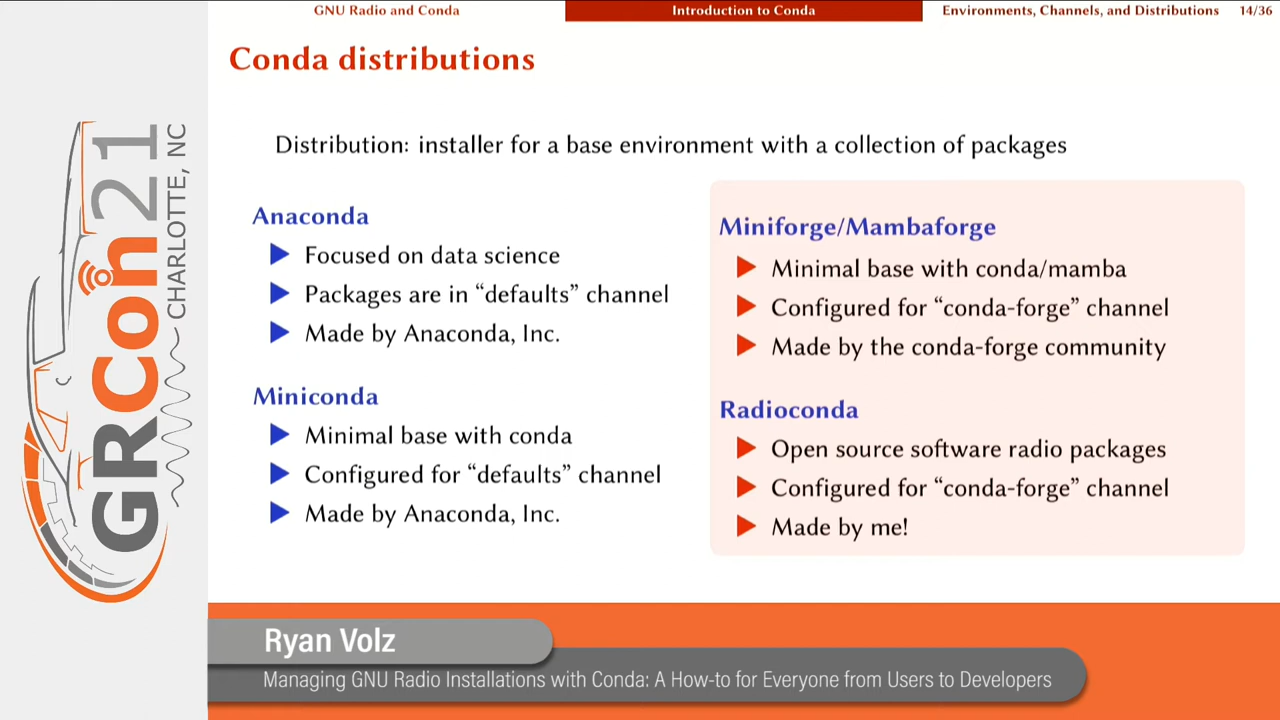 GNU Radio and Conda
Introduction to Conda
Environments, Channels, and Distributions 14/36
Conda distributions
Distribution: installer for a base environment with a collection of packages
Anaconda
Focused on data science
Packages are in “defaults” channel
Made by Anaconda, Inc.
Miniconda
Minimal base with conda
Configured for “defaults” channel
Made by Anaconda, Inc.
Miniforge/Mambaforge
Minimal base with conda/mamba
Configured for “conda-forge” channel
Made by the conda-forge community
Radioconda
Open source software radio packages
Configured for “conda-forge” channel
Made by me!
GRCon21
CHARLOTTE, NC
Ryan Volz
Managing GNU Radio Installations with Conda: A How-to for Everyone from Users to Developers